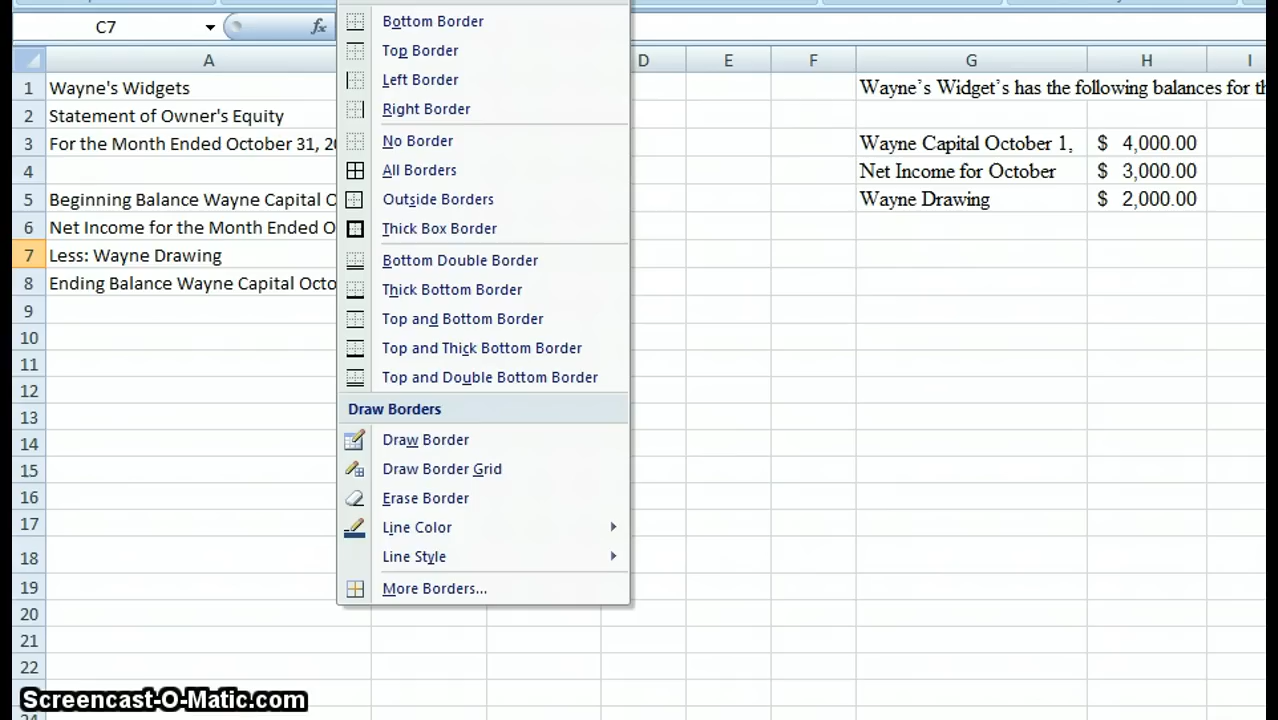 C7
fx
A
D
E
F
G
H
I
1 Wayne's Widgets
2 Statement of Owner's Equity
3 For the Month Ended October 31, 20
4
5 Beginning Balance Wayne Capital O
6 Net Income for the Month Ended O
7 Less: Wayne Drawing
8 Ending Balance Wayne Capital Octo
9
10
11
12
13
14
15
16
17
18
19
20
21
22
24
Bottom Border
Top Border
Left Border
Right Border
No Border
All Borders
Outside Borders
Thick Box Border
Bottom Double Border
Thick Bottom Border
Top and Bottom Border
Top and Thick Bottom Border
Top and Double Bottom Border
Draw Borders
Draw Border
Draw Border Grid
Erase Border
Line Color
Line Style
More Borders...
Wayne's Widget's has the following balances for th
Wayne Capital October 1, $ 4,000.00
Net Income for October $ 3,000.00
Wayne Drawing $ 2,000.00
Screencast-O-Matic.com